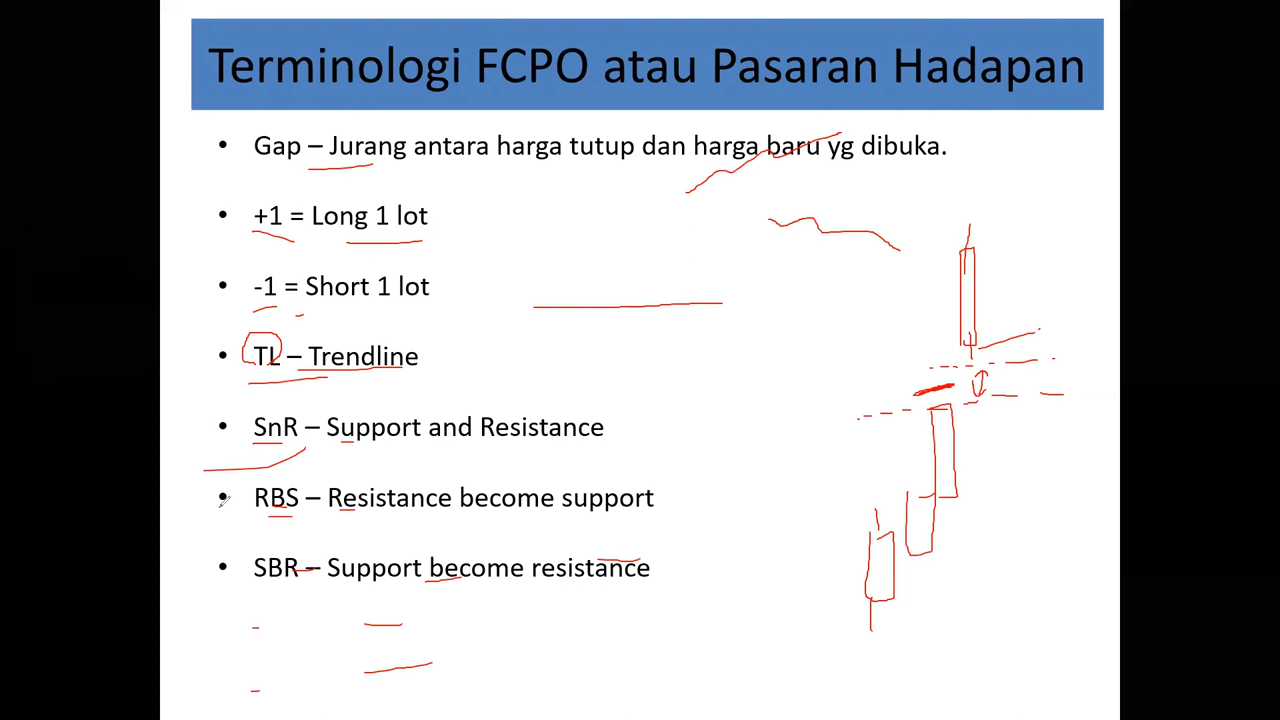 Terminologi FCPO atau Pasaran Hadapan
• Gap – Jurang antara harga tutup dan harga baru yg dibuka.
• +1 = Long 1 lot
• -1 = Short 1 lot
• TL – Trendline
• SnR – Support and Resistance
• RBS – Resistance become support
• SBR – Support become resistance